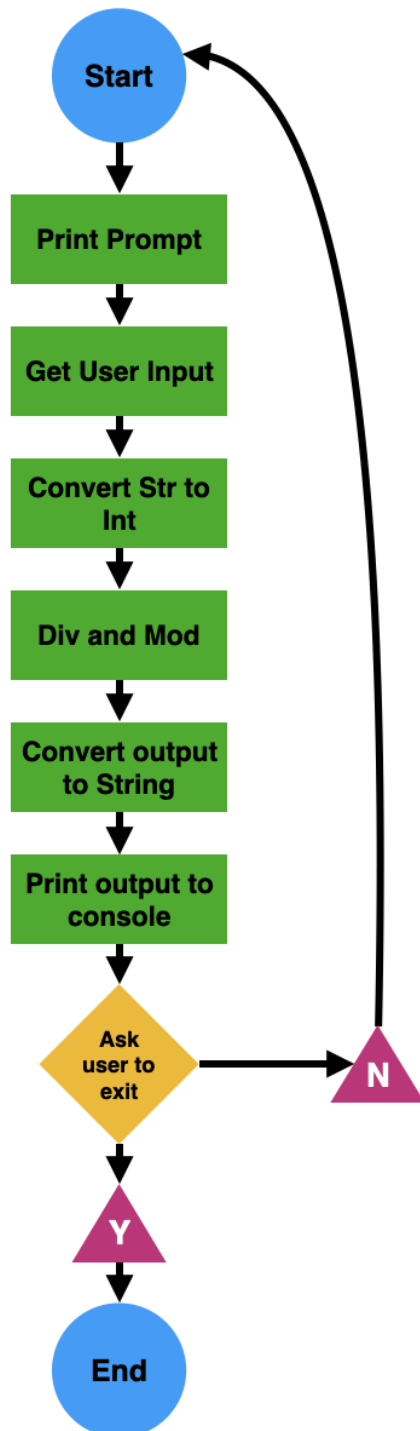 Start
Print Prompt
Get User Input
Convert Str to
Int
Div and Mod
Convert output
to String
Print output to
console
Ask
user to
exit
N
Y
End